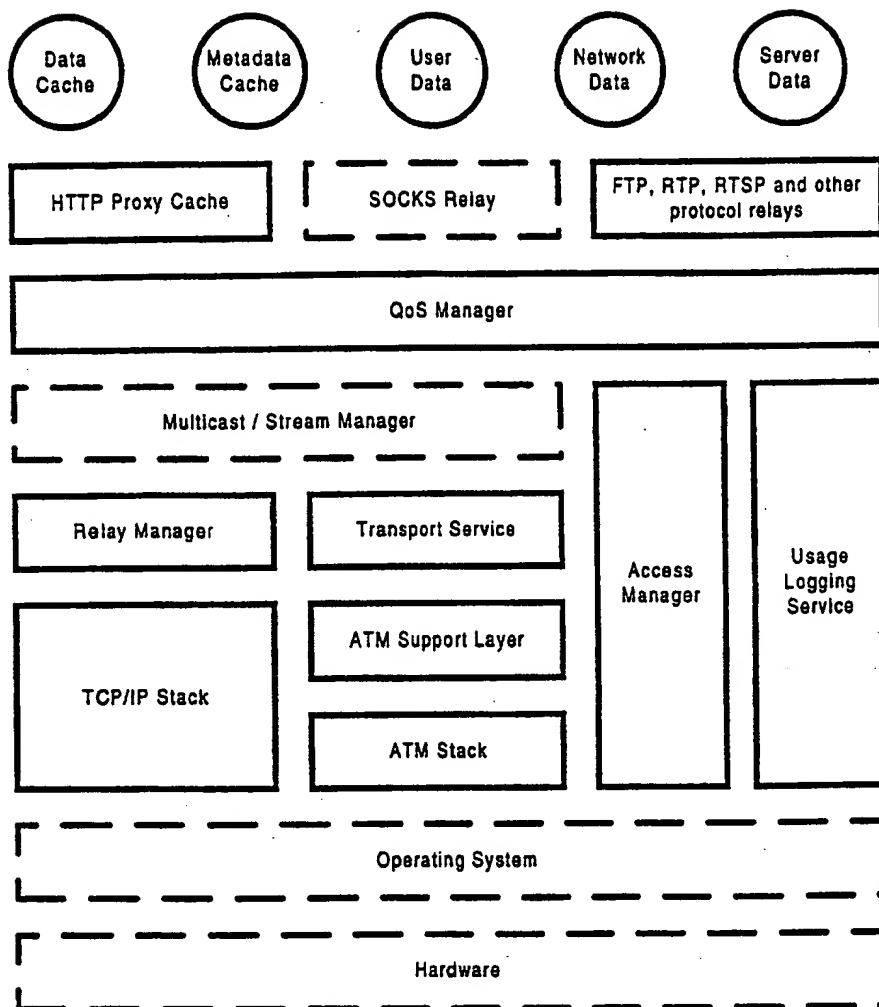 Data
Cache
Metadata
Cache
User
Data
Network
Data
Server
Data
HTTP Proxy Cache
SOCKS Relay
FTP, RTP, RTSP and other
protocol relays
QoS Manager
Multicast / Stream Manager
Relay Manager
Transport Service
Access
Manager
Usage
Logging
Service
TCP/IP Stack
ATM Support Layer
ATM Stack
Operating System
Hardware